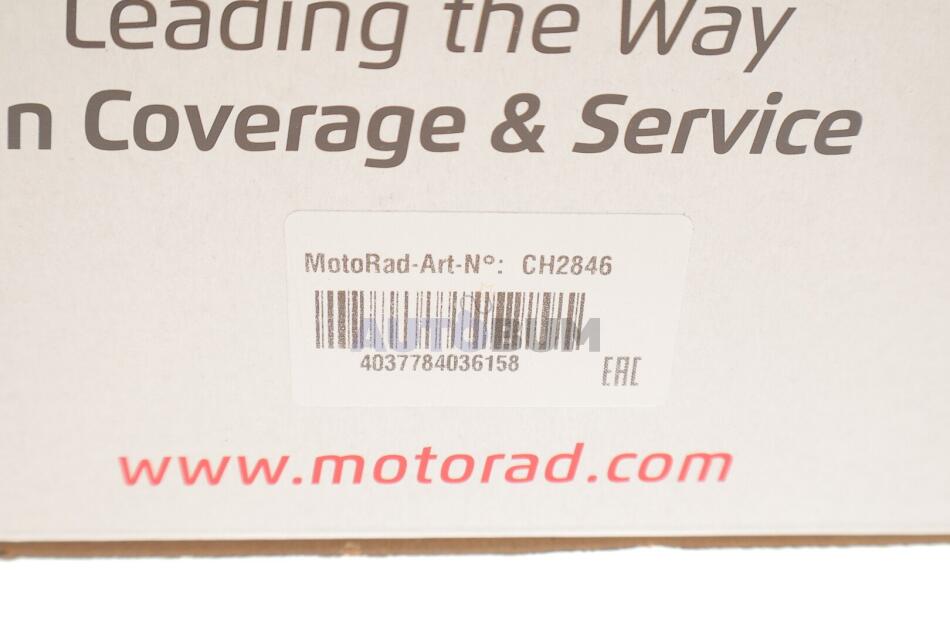 Leading the Way
n Coverage & Service
MotoRad-Art-N°: CH2846
AUTOBUM
4037784036158
EAC
www.motorad.com